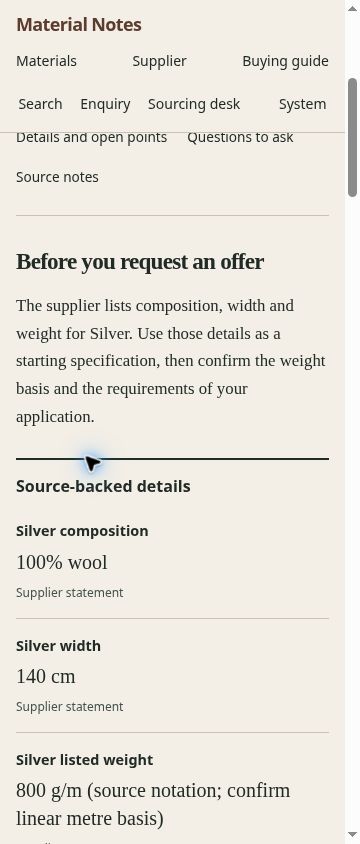 Material Notes
Materials Supplier Buying guide
Search Enquiry Sourcing desk System
Details and open points Questions to ask
Source notes
Before you request an offer
The supplier lists composition, width and
weight for Silver. Use those details as a
starting specification, then confirm the weight
basis and the requirements of your
application.
Source-backed details
Silver composition
100% wool
Supplier statement
Silver width
140 cm
Supplier statement
Silver listed weight
800 g/m (source notation; confirm
linear metre basis)